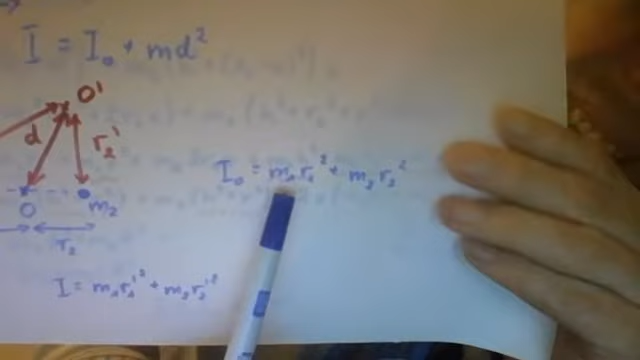 I = I₀ + md²
O'
d
r₂'
I₀ = m₁r₁² + m₂r₂²
O
m₂
r₂
I = m₁r₁'² + m₂r₂'²